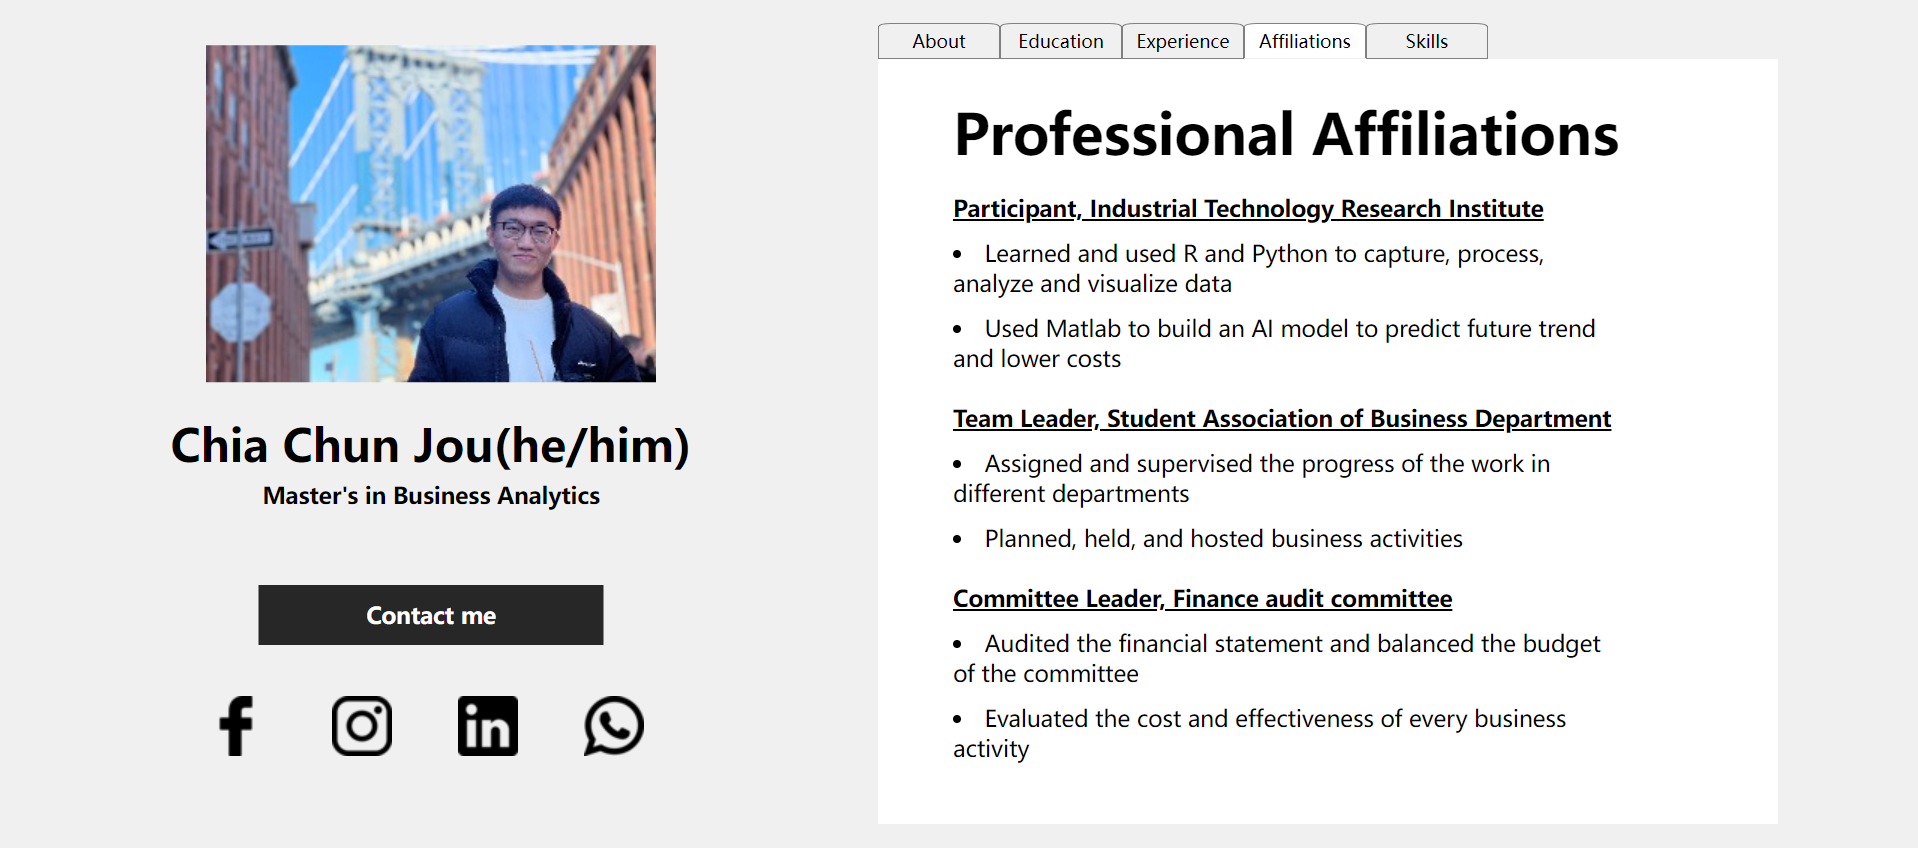 About
Education
Experience
Affiliations
Skills
Chia Chun Jou(he/him)
Master's in Business Analytics
Contact me
Professional Affiliations
Participant, Industrial Technology Research Institute
• Learned and used R and Python to capture, process,
analyze and visualize data
• Used Matlab to build an AI model to predict future trend
and lower costs
Team Leader, Student Association of Business Department
• Assigned and supervised the progress of the work in
different departments
• Planned, held, and hosted business activities
Committee Leader, Finance audit committee
• Audited the financial statement and balanced the budget
of the committee
• Evaluated the cost and effectiveness of every business
activity